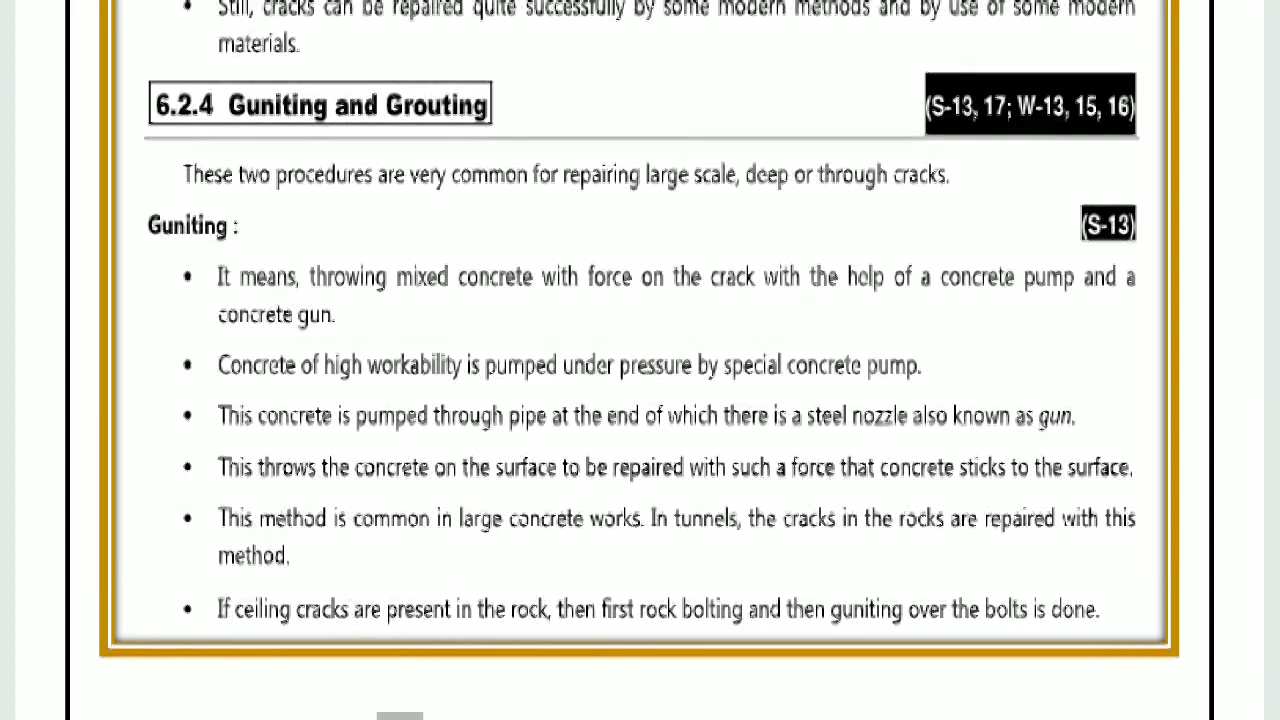 • Still, cracks can be repaired quite successfully by some modern methods and by use of some modern
materials.
6.2.4 Guniting and Grouting (S-13, 17; W-13, 15, 16)
These two procedures are very common for repairing large scale, deep or through cracks.
Guniting : (S-13)
• It means, throwing mixed concrete with force on the crack with the help of a concrete pump and a
concrete gun.
• Concrete of high workability is pumped under pressure by special concrete pump.
• This concrete is pumped through pipe at the end of which there is a steel nozzle also known as gun.
• This throws the concrete on the surface to be repaired with such a force that concrete sticks to the surface.
• This method is common in large concrete works. In tunnels, the cracks in the rocks are repaired with this
method.
• If ceiling cracks are present in the rock, then first rock bolting and then guniting over the bolts is done.